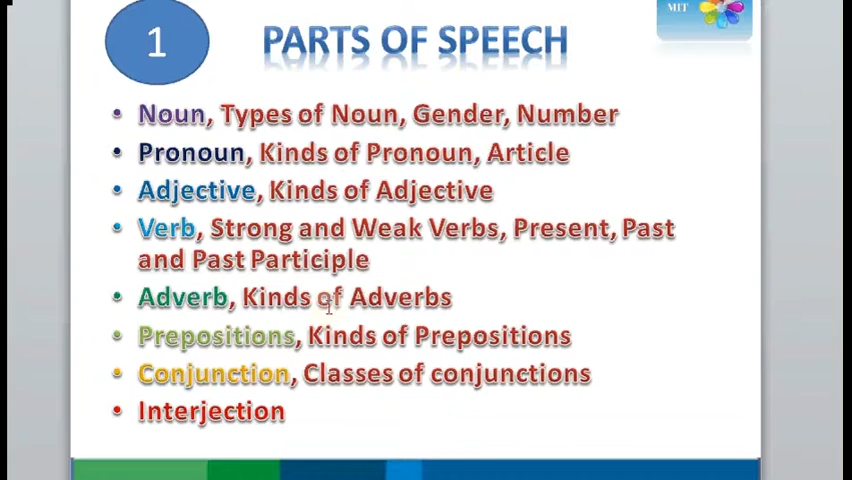 1
PARTS OF SPEECH
MIT
• Noun, Types of Noun, Gender, Number
• Pronoun, Kinds of Pronoun, Article
• Adjective, Kinds of Adjective
• Verb, Strong and Weak Verbs, Present, Past
and Past Participle
• Adverb, Kinds of Adverbs
• Prepositions, Kinds of Prepositions
• Conjunction, Classes of conjunctions
• Interjection